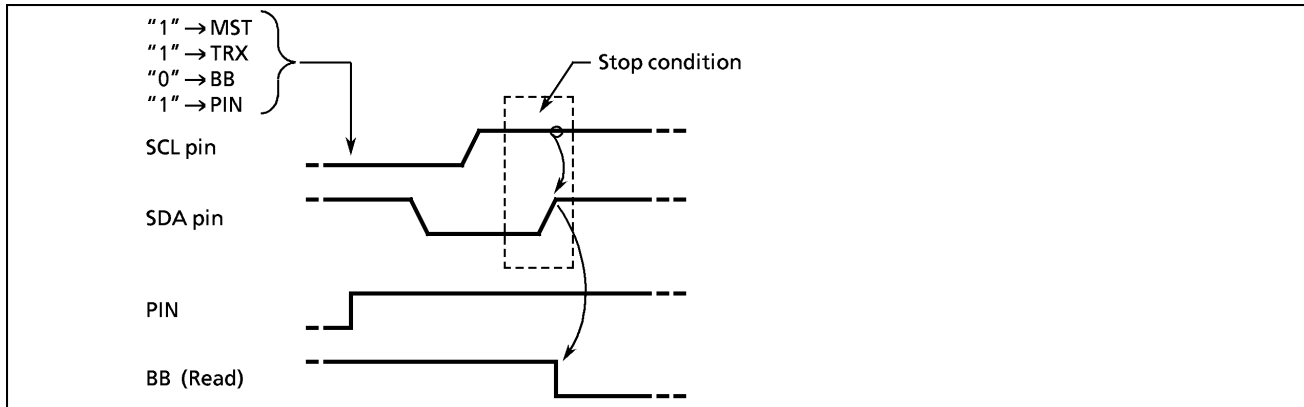 "1" → MST
"1" → TRX
"0" → BB
"1" → PIN
Stop condition
SCL pin
SDA pin
PIN
BB (Read)